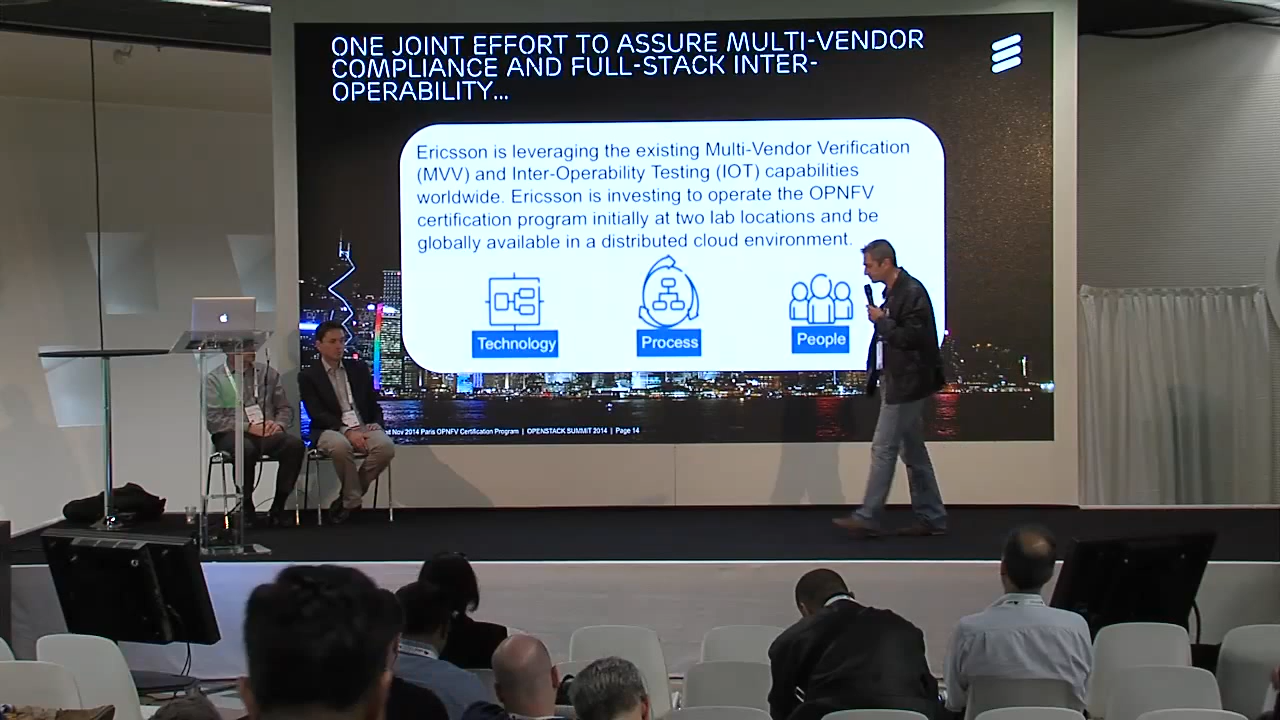 ONE JOINT EFFORT TO ASSURE MULTI-VENDOR
COMPLIANCE AND FULL-STACK INTER-
OPERABILITY...
Ericsson is leveraging the existing Multi-Vendor Verification
(MVV) and Inter-Operability Testing (IOT) capabilities
worldwide. Ericsson is investing to operate the OPNFV
certification program initially at two lab locations and be
globally available in a distributed cloud environment.
Technology
Process
People
Nov 2014 Paris OPNFV Certification Program | OPENSTACK SUMMIT 2014 | Page 14